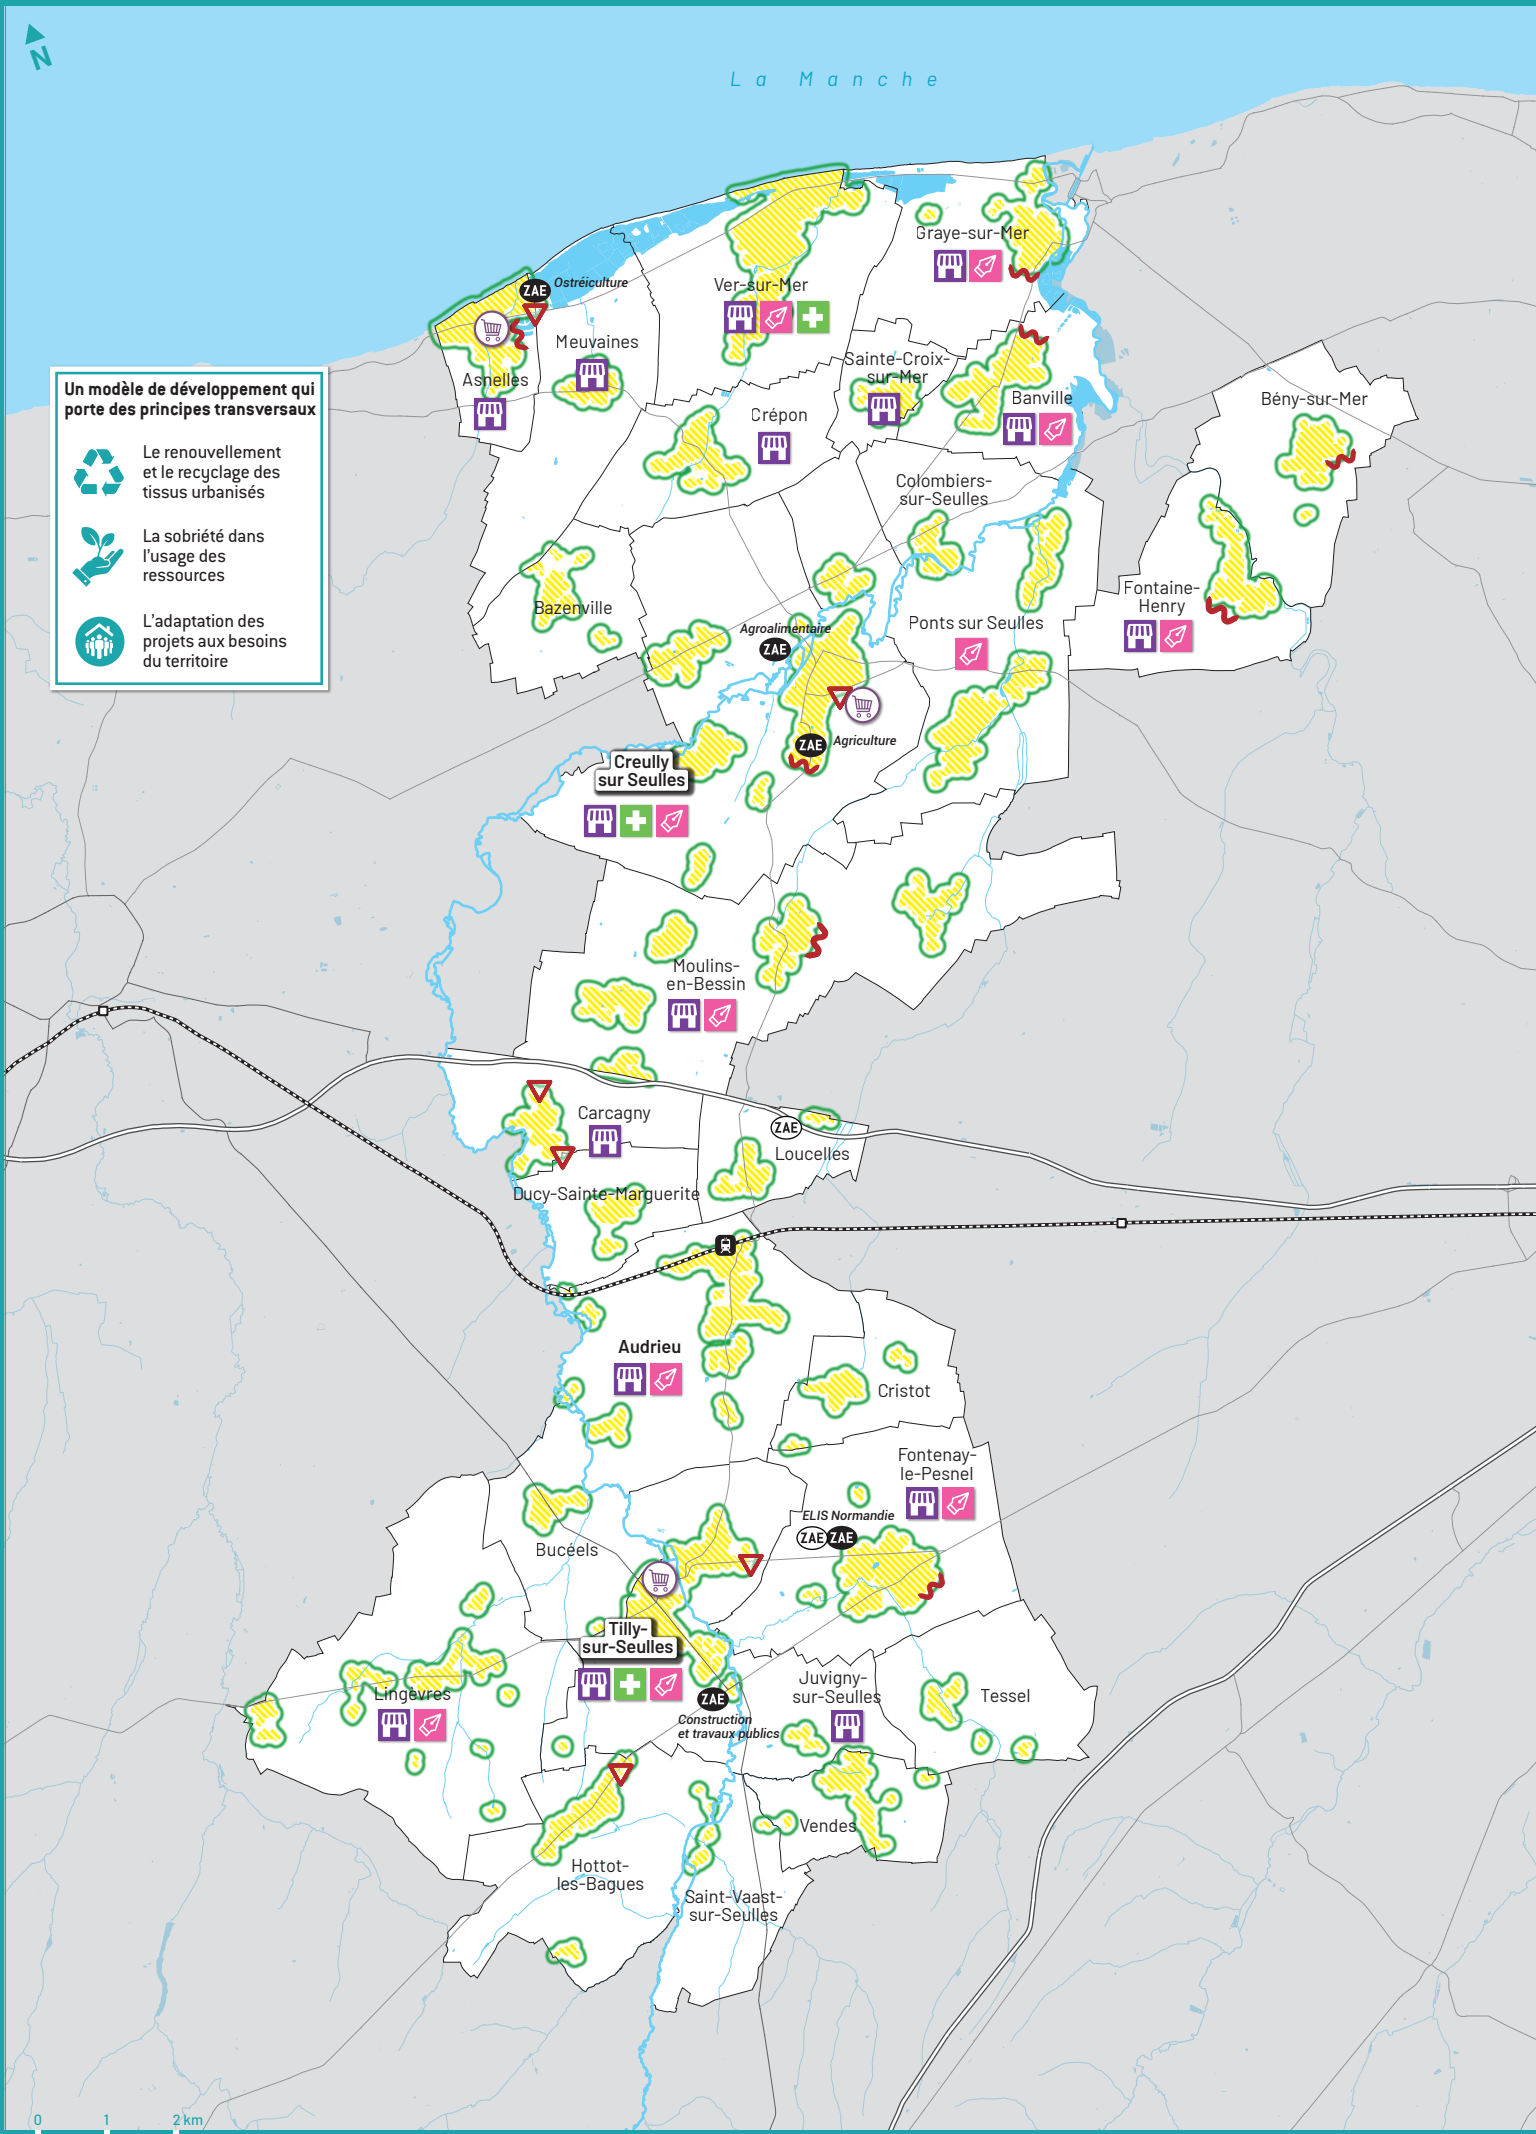 N
La Manche
Ostréiculture
ZAE
Graye-sur-Mer
Ver-sur-Mer
Meuvaines
Asnelles
Sainte-Croix-
sur-Mer
Banville
Crépon
Bény-sur-Mer
Un modèle de développement qui
porte des principes transversaux
Le renouvellement
et le recyclage des
tissus urbanisés
La sobriété dans
l'usage des
ressources
L'adaptation des
projets aux besoins
du territoire
Colombiers-
sur-Seulles
Bazenville
Fontaine-
Henry
Agroalimentaire
ZAE
Ponts sur Seulles
ZAE
Agriculture
Creully
sur Seulles
Moulins-
en-Bessin
Carcagny
ZAE
Loucelles
Ducy-Sainte-Marguerite
Audrieu
Cristot
Fontenay-
le-Pesnel
ELIS Normandie
ZAE
ZAE
Bucéels
Tilly-
sur-Seulles
Lingèvres
ZAE
Construction
et travaux publics
Juvigny-
sur-Seulles
Tessel
Vendes
Hottot-
les-Bagues
Saint-Vaast-
sur-Seulles
0 1 2 km